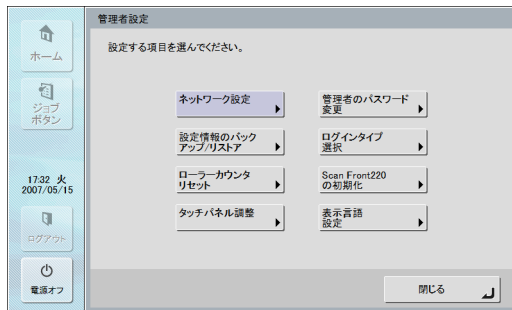 管理者設定
設定する項目を選んでください。
ホーム
ジョブ
ボタン
17:32 火
2007/05/15
ログアウト
電源オフ
ネットワーク設定
管理者のパスワード
変更
設定情報のバック
アップ/リストア
ログインタイプ
選択
ローラーカウンタ
リセット
Scan Front220
の初期化
タッチパネル調整
表示言語
設定
閉じる